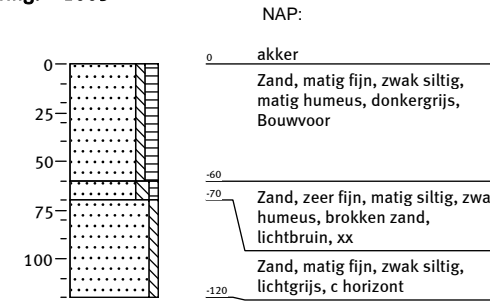 NAP:
0 akker
0 Zand, matig fijn, zwak siltig,
25 matig humeus, donkergrijs,
Bouwvoor
50
-60
-70 Zand, zeer fijn, matig siltig,
75 humeus, brokken zand,
lichtbruin, xx
100 Zand, matig fijn, zwak siltig,
-120 lichtgrijs, c horizont